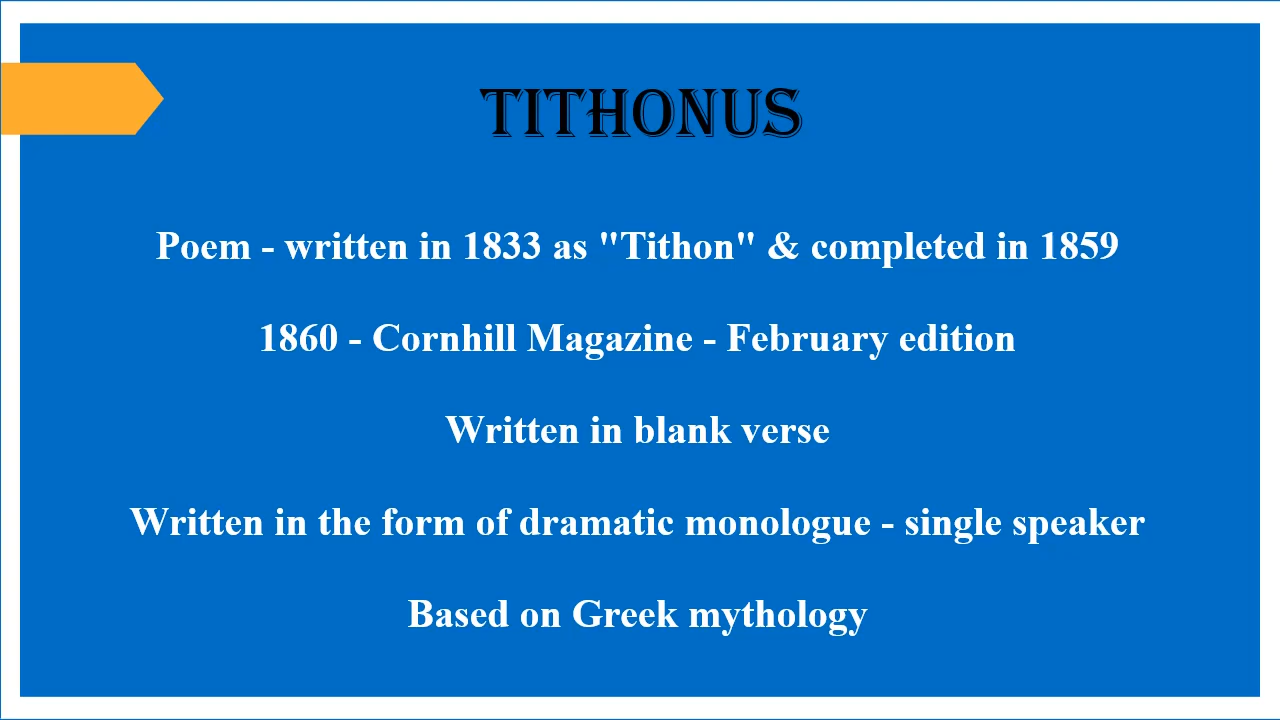 TITHONUS
Poem - written in 1833 as "Tithon" & completed in 1859
1860 - Cornhill Magazine - February edition
Written in blank verse
Written in the form of dramatic monologue - single speaker
Based on Greek mythology